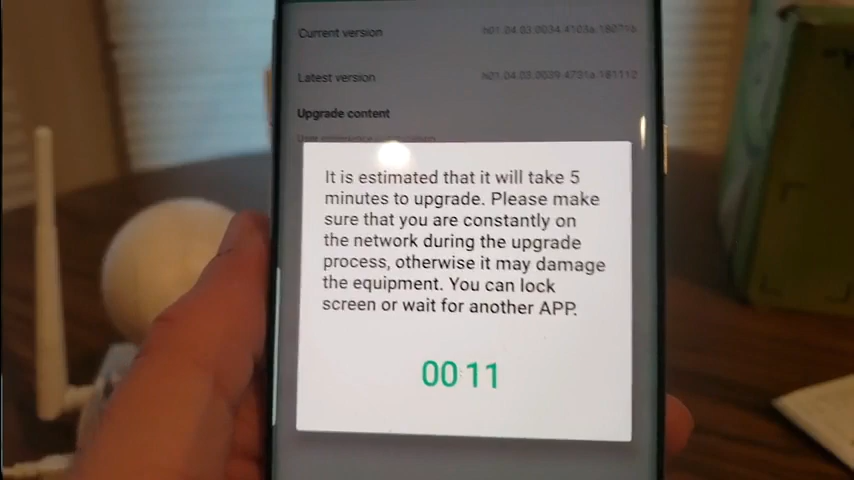 Current version
Latest version
Upgrade content
It is estimated that it will take 5
minutes to upgrade. Please make
sure that you are constantly on
the network during the upgrade
process, otherwise it may damage
the equipment. You can lock
screen or wait for another APP.
00:11